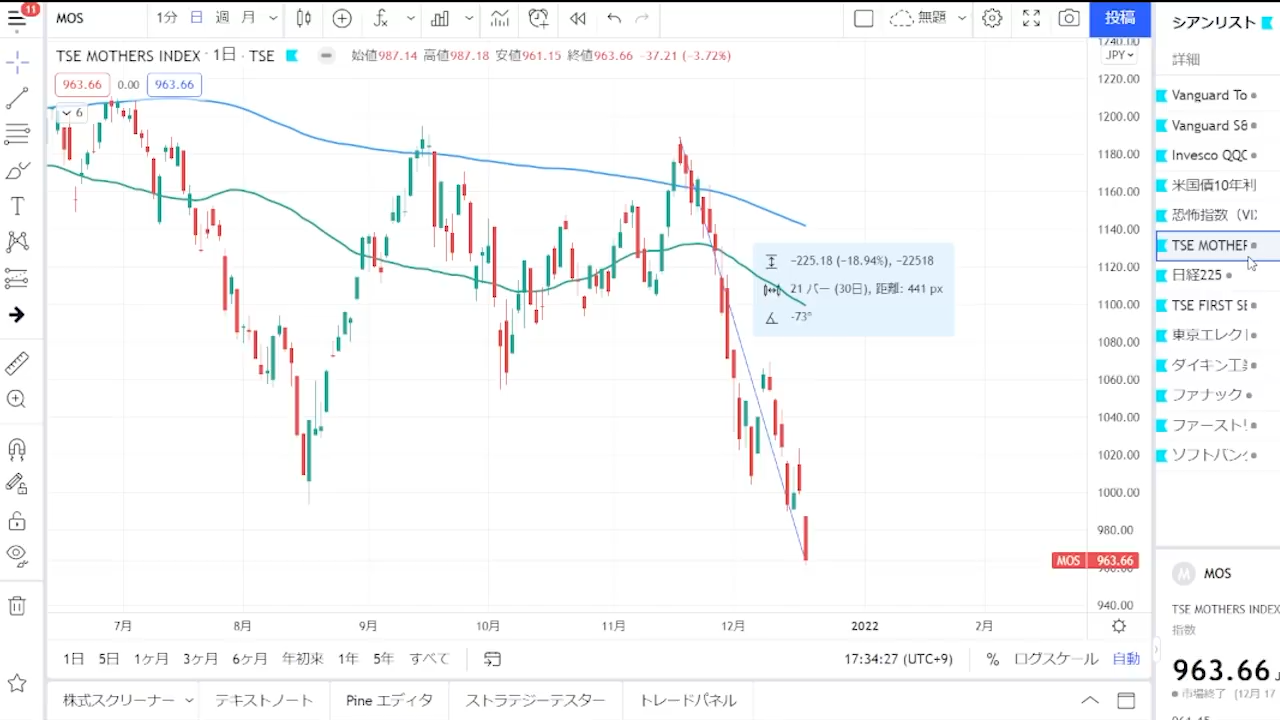 11
MOS
1分 日 週 月
無題
投稿
シアンリスト
TSE MOTHERS INDEX · 1日 · TSE
始値987.14 高値987.18 安値961.15 終値963.66 −37.21 (−3.72%)
963.66 0.00 963.66
6
1240.00
JPY
1220.00
1200.00
1180.00
1160.00
1140.00
1120.00
1100.00
1080.00
1060.00
1040.00
1020.00
1000.00
980.00
MOS 963.66
960.00
940.00
−225.18 (−18.94%), −22518
21 バー (30日), 距離: 441 px
-73°
7月 8月 9月 10月 11月 12月 2022 2月
1日 5日 1ヶ月 3ヶ月 6ヶ月 年初来 1年 5年 すべて
17:34:27 (UTC+9) % ログスケール 自動
株式スクリーナー テキストノート Pine エディタ ストラテジーテスター トレードパネル
詳細
Vanguard To
Vanguard S&
Invesco QQQ
米国債10年利
恐怖指数（VI
TSE MOTHER
日経225
TSE FIRST SE
東京エレクト
ダイキン工業
ファナック
ファースト
ソフトバンク
M MOS
TSE MOTHERS INDEX
指数
963.66 J
市場終了 (12月 17
961.15